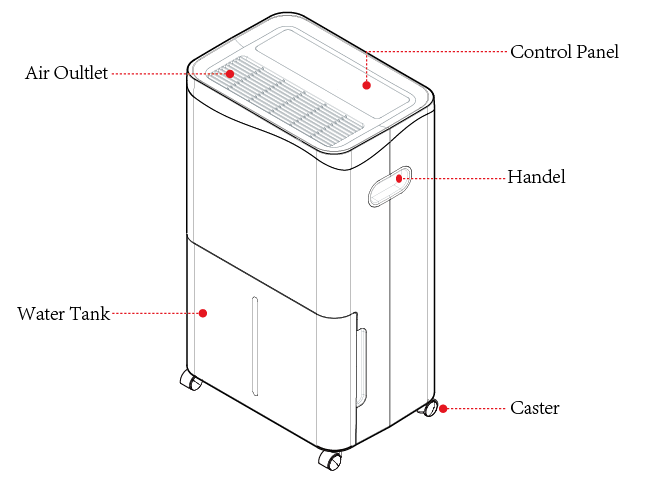 Control Panel
Air Oultlet
Handel
Water Tank
Caster